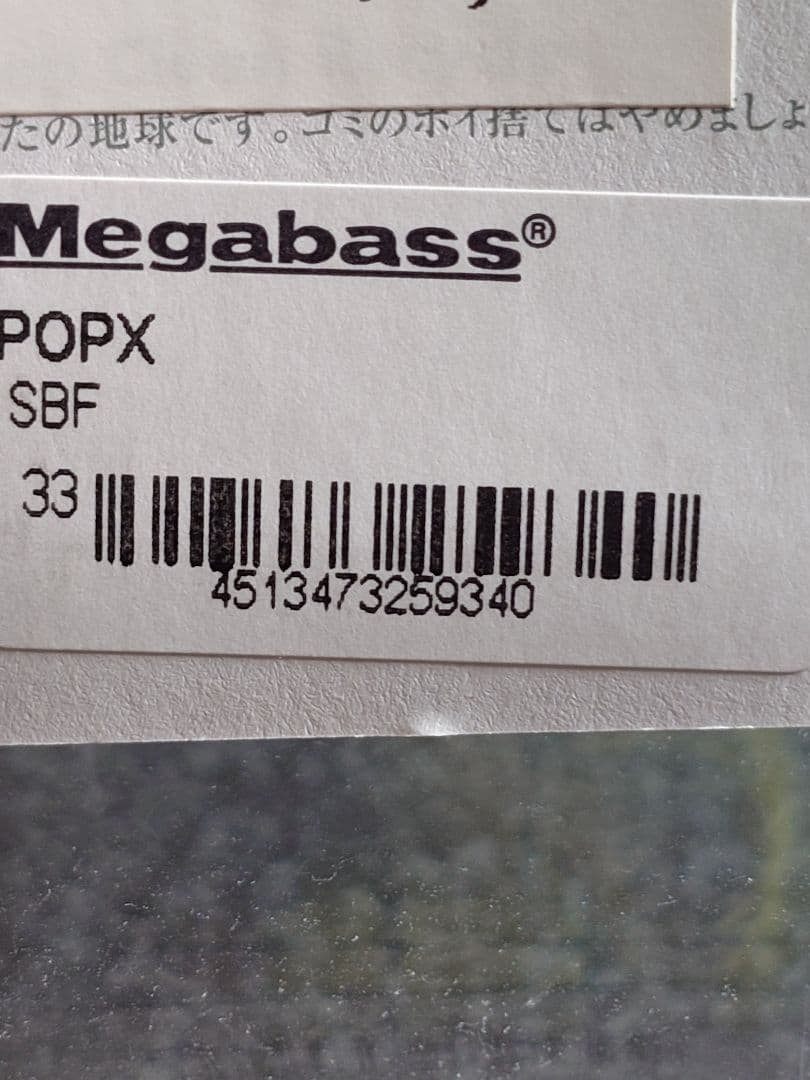 たの地球です。ゴミのポイ捨てはやめましょ
Megabass®
POPX
SBF
33
4513473259340